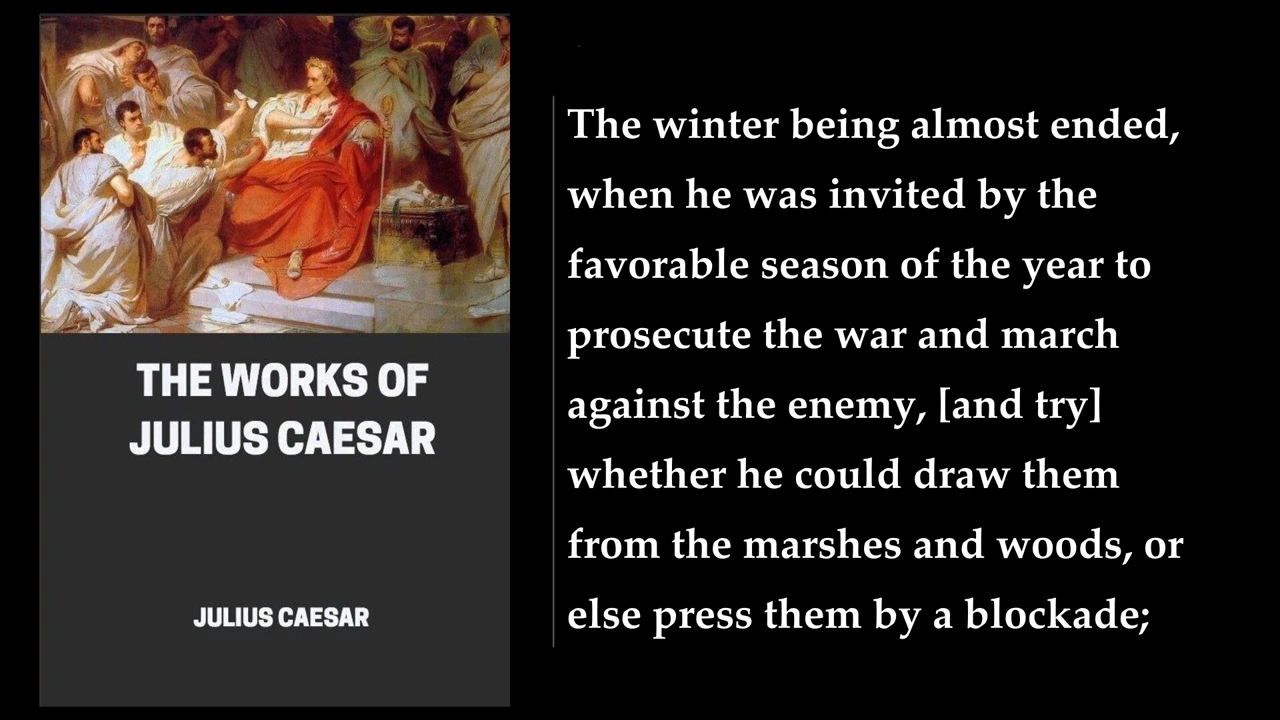 THE WORKS OF
JULIUS CAESAR
JULIUS CAESAR
The winter being almost ended,
when he was invited by the
favorable season of the year to
prosecute the war and march
against the enemy, [and try]
whether he could draw them
from the marshes and woods, or
else press them by a blockade;